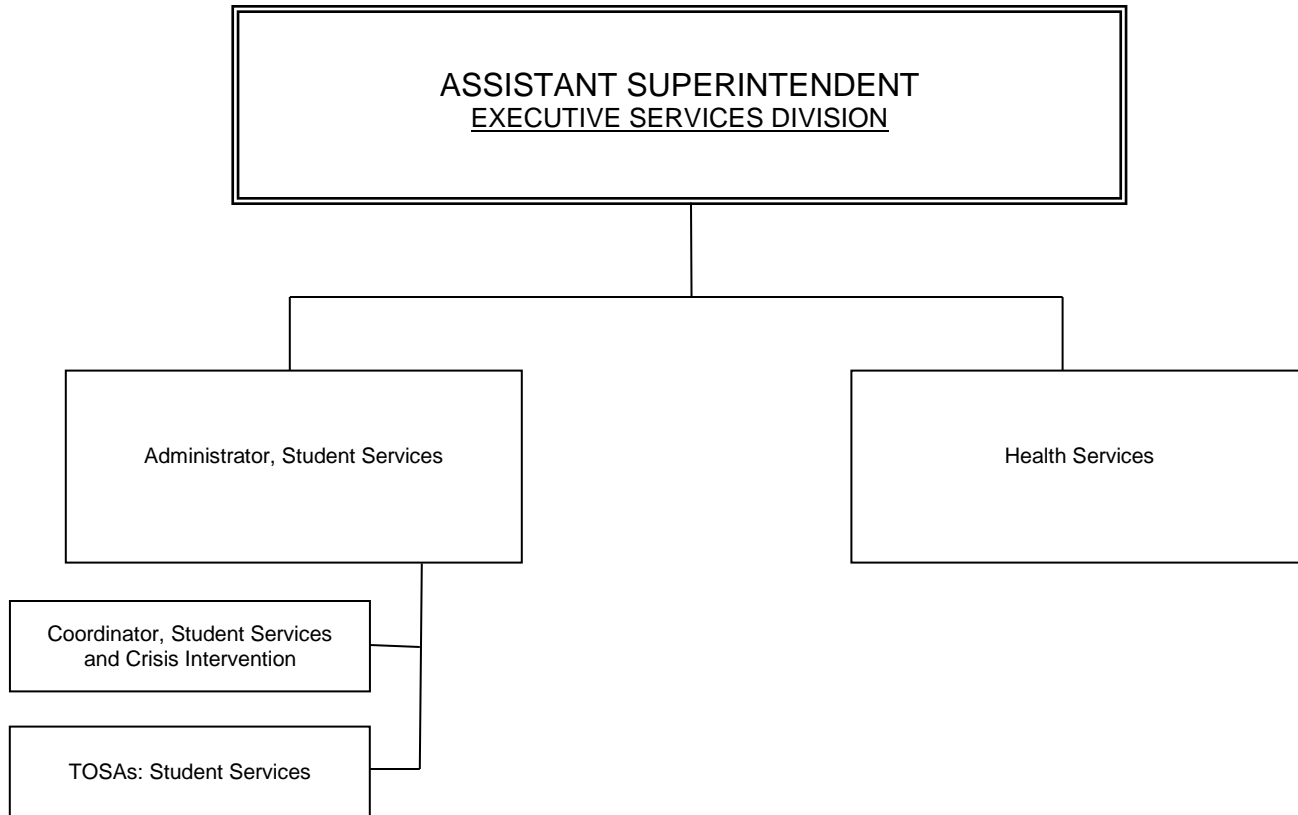 ASSISTANT SUPERINTENDENT
EXECUTIVE SERVICES DIVISION
Administrator, Student Services
Health Services
Coordinator, Student Services
and Crisis Intervention
TOSAs: Student Services